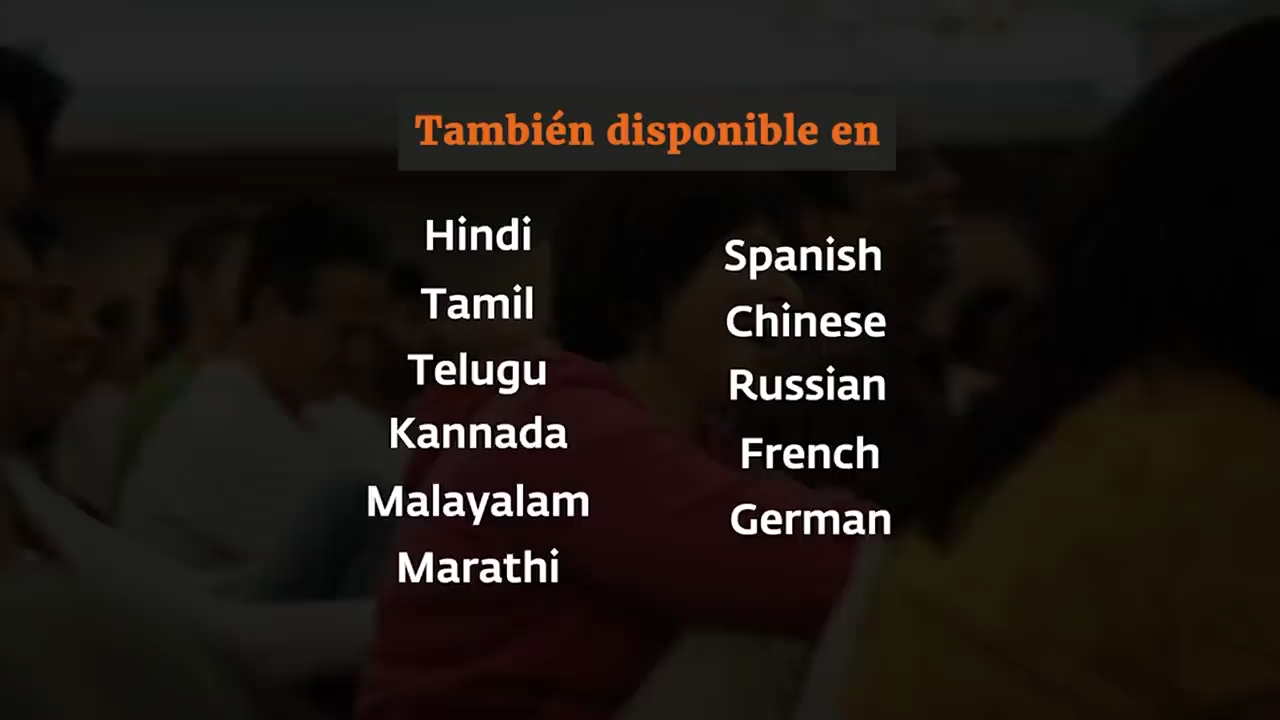 También disponible en
Hindi
Tamil
Telugu
Kannada
Malayalam
Marathi
Spanish
Chinese
Russian
French
German